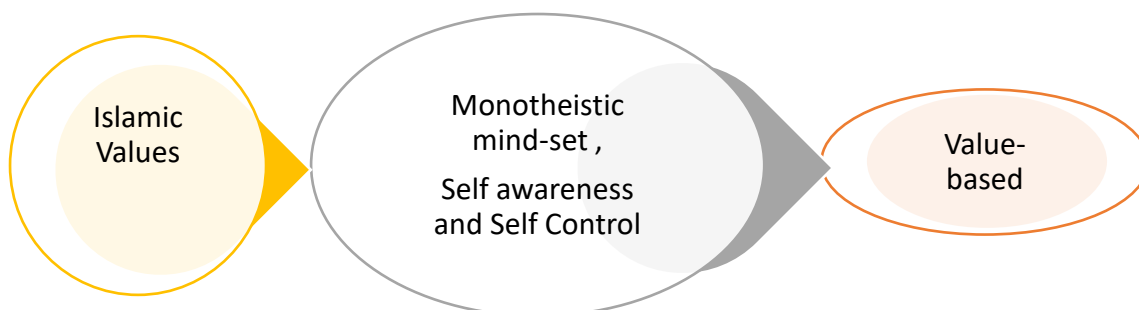 Islamic
Values
Monotheistic
mind-set ,
Self awareness
and Self Control
Value-
based